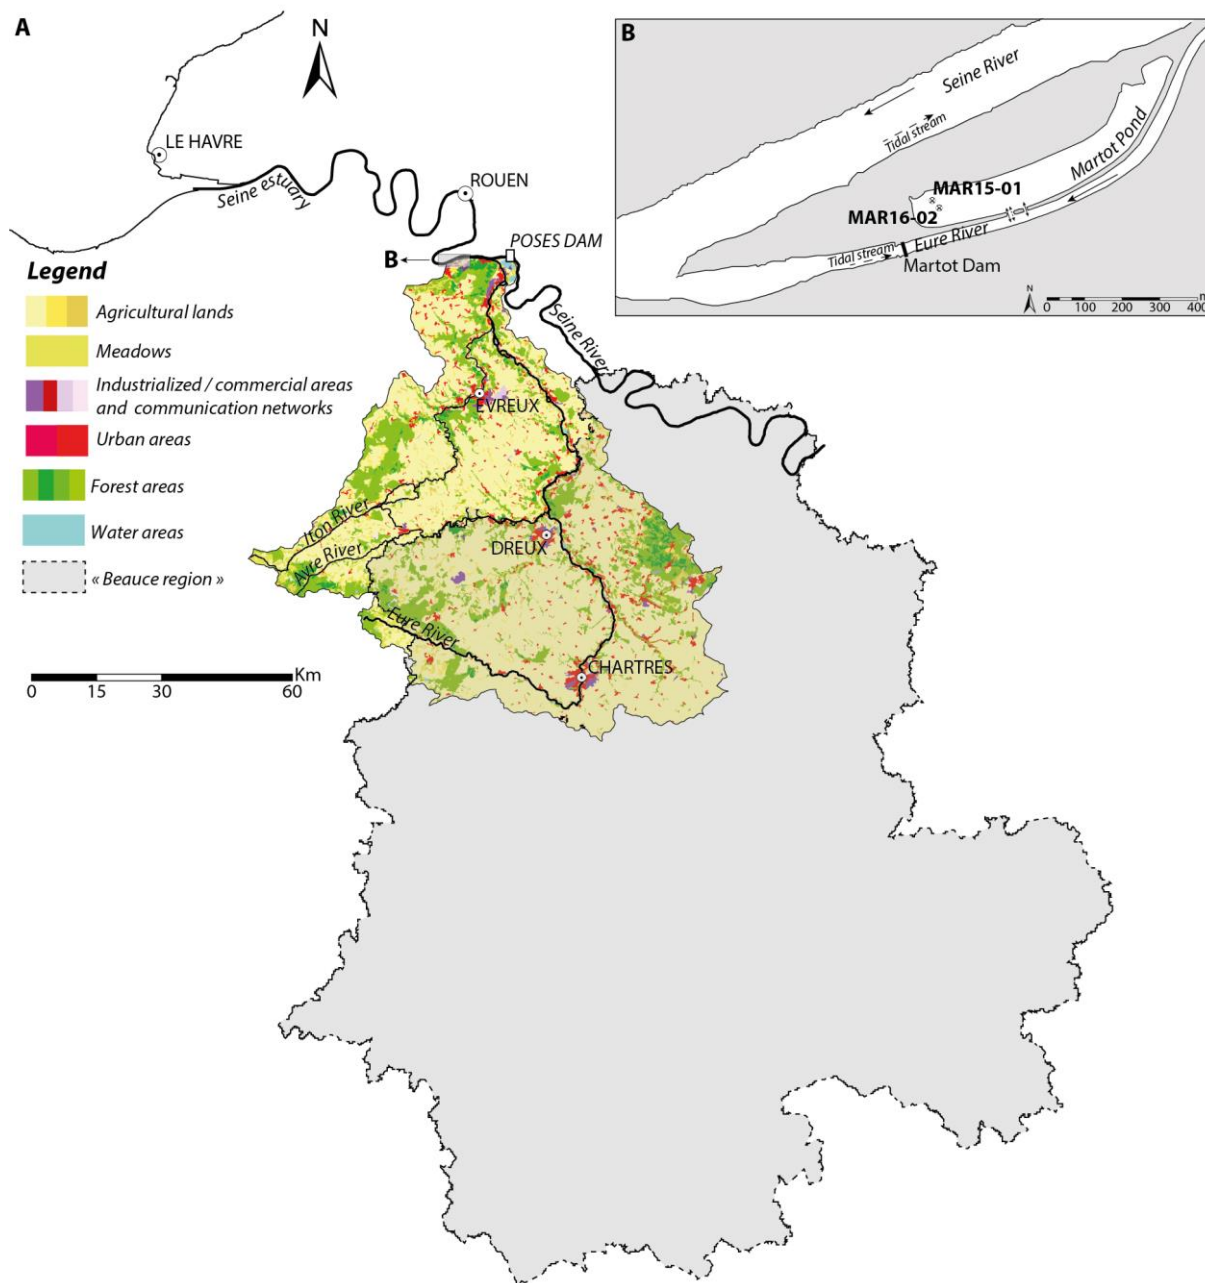 A
N
LE HAVRE
Seine estuary
ROUEN
POSES DAM
B
Seine River
Legend
Agricultural lands
Meadows
Industrialized / commercial areas
and communication networks
Urban areas
Forest areas
Water areas
« Beauce region »
0 15 30 60 Km
EVREUX
Iton River
Avre River
DREUX
Eure River
CHARTRES
B
Seine River
Tidal stream
Martot Pond
MAR15-01
MAR16-02
Eure River
Tidal stream
Martot Dam
N
0 100 200 300 400